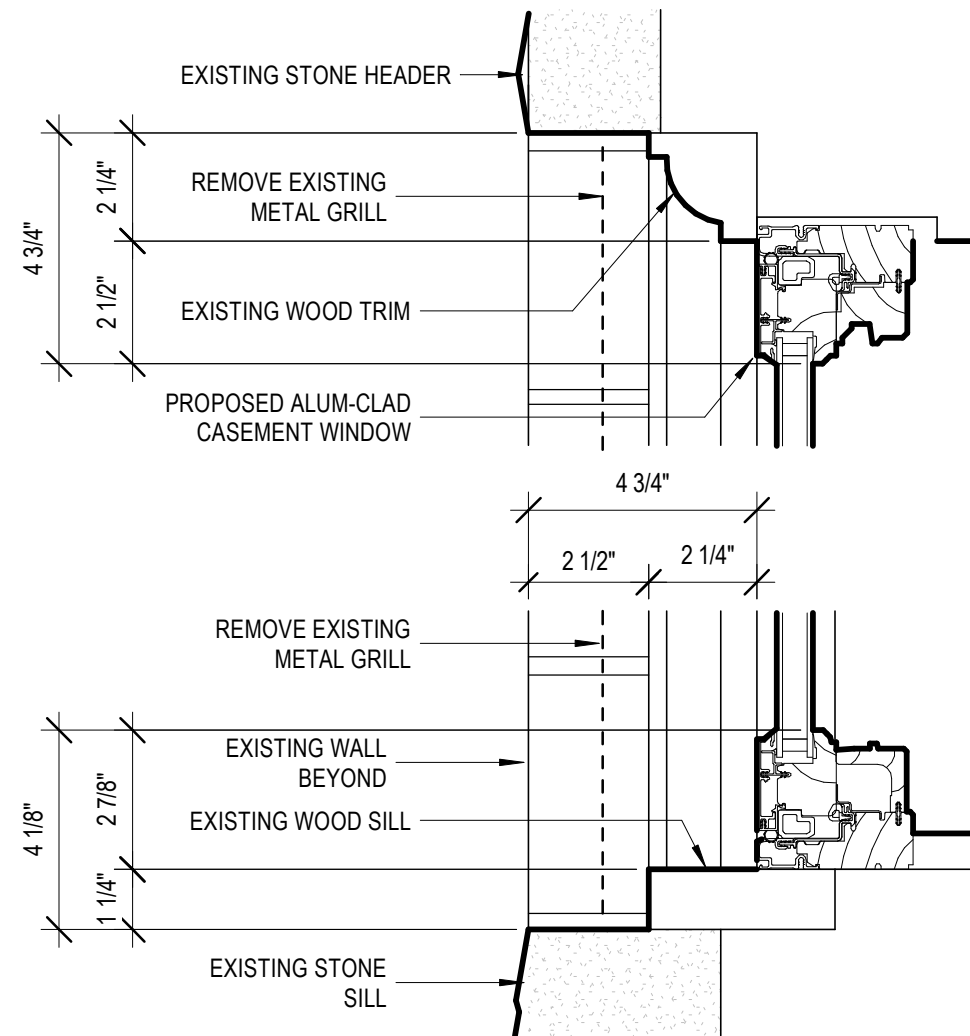 EXISTING STONE HEADER
REMOVE EXISTING
METAL GRILL
2 1/4"
4 3/4"
2 1/2"
EXISTING WOOD TRIM
PROPOSED ALUM-CLAD
CASEMENT WINDOW
4 3/4"
2 1/2"
2 1/4"
REMOVE EXISTING
METAL GRILL
EXISTING WALL
BEYOND
2 7/8"
4 1/8"
EXISTING WOOD SILL
1 1/4"
EXISTING STONE
SILL